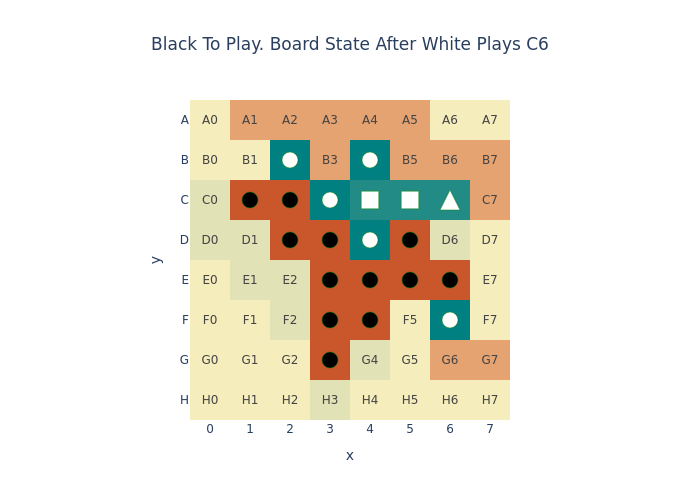 Black To Play. Board State After White Plays C6
A A0 A1 A2 A3 A4 A5 A6 A7
B B0 B1 B3 B5 B6 B7
C C0 C7
D D0 D1 D6 D7
y
E E0 E1 E2 E7
F F0 F1 F2 F5 F7
G G0 G1 G2 G4 G5 G6 G7
H H0 H1 H2 H3 H4 H5 H6 H7
0 1 2 3 4 5 6 7
x